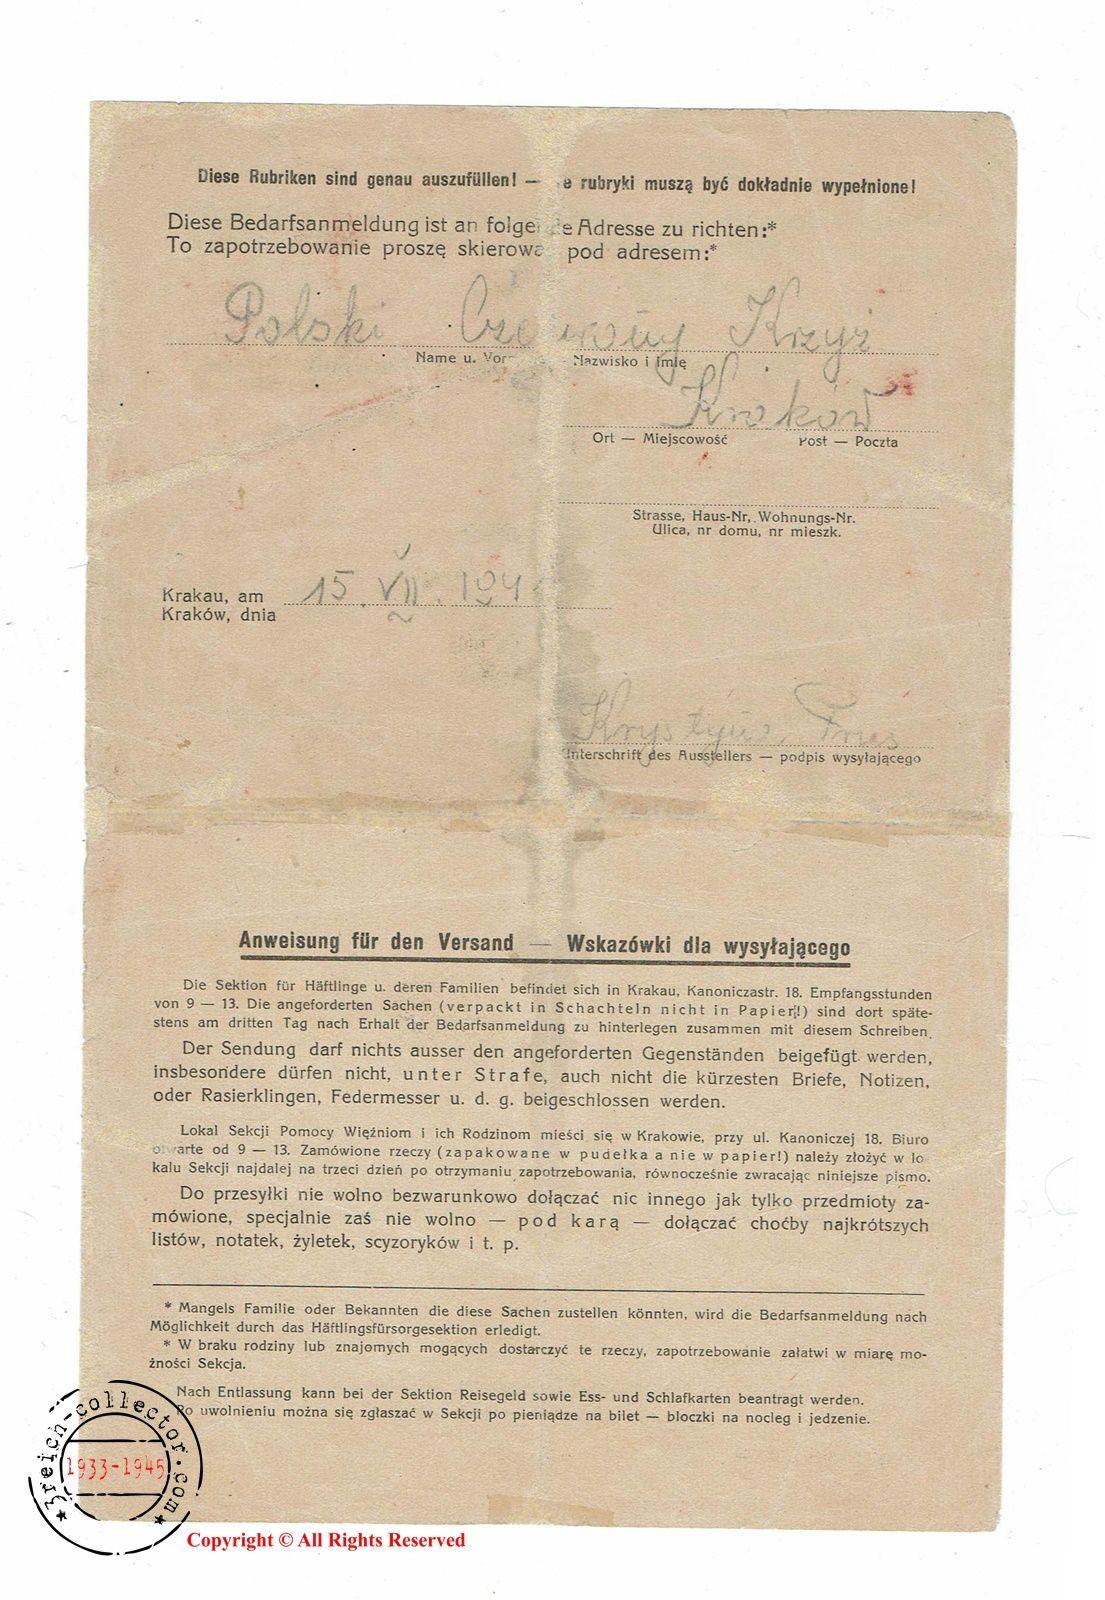 Diese Rubriken sind genau auszufüllen! — e rubryki muszą być dokładnie wypełnione!
Diese Bedarfsanmeldung ist an folge e Adresse zu richten:*
To zapotrzebowanie proszę skierowa pod adresem:*
Polski Czerwony Krzyż
Name u. Vor Nazwisko i Imię
Kraków
Ort — Miejscowość Post — Poczta
Strasse, Haus-Nr, Wohnungs-Nr.
Ulica, nr domu, nr mieszk.
Krakau, am 15. VII. 194
Kraków, dnia
Krystyna
Unterschrift des Ausstellers — podpis wysyłającego
Anweisung für den Versand — Wskazówki dla wysyłającego
Die Sektion für Häftlinge u. deren Familien befindet sich in Krakau, Kanoniczastr. 18. Empfangsstunden
von 9 — 13. Die angeforderten Sachen (verpackt in Schachteln nicht in Papier!) sind dort späte-
stens am dritten Tag nach Erhalt der Bedarfsanmeldung zu hinterlegen zusammen mit diesem Schreiben.
Der Sendung darf nichts ausser den angeforderten Gegenständen beigefügt werden,
insbesondere dürfen nicht, unter Strafe, auch nicht die kürzesten Briefe, Notizen,
oder Rasierklingen, Federmesser u. d. g. beigeschlossen werden.
Lokal Sekcji Pomocy Więźniom i ich Rodzinom mieści się w Krakowie, przy ul. Kanoniczej 18. Biuro
otwarte od 9 — 13. Zamówione rzeczy (zapakowane w pudełka a nie w papier!) należy złożyć w lo
kalu Sekcji najdalej na trzeci dzień po otrzymaniu zapotrzebowania, równocześnie zwracając niniejsze pismo.
Do przesyłki nie wolno bezwarunkowo dołączać nic innego jak tylko przedmioty za-
mówione, specjalnie zaś nie wolno — pod karą — dołączać choćby najkrótszych
listów, notatek, żyletek, scyzoryków i t. p.
* Mangels Familie oder Bekannten die diese Sachen zustellen könnten, wird die Bedarfsanmeldung nach
Möglichkeit durch das Häftlingsfürsorgesektion erledigt.
* W braku rodziny lub znajomych mogących dostarczyć te rzeczy, zapotrzebowanie załatwi w miarę mo-
żności Sekcja.
Nach Entlassung kann bei der Sektion Reisegeld sowie Ess- und Schlafkarten beantragt werden.
Po uwolnieniu można się zgłaszać w Sekcji po pieniądze na bilet — bloczki na nocleg i jedzenie.
3reich-collector.com
1933-1945
Copyright © All Rights Reserved